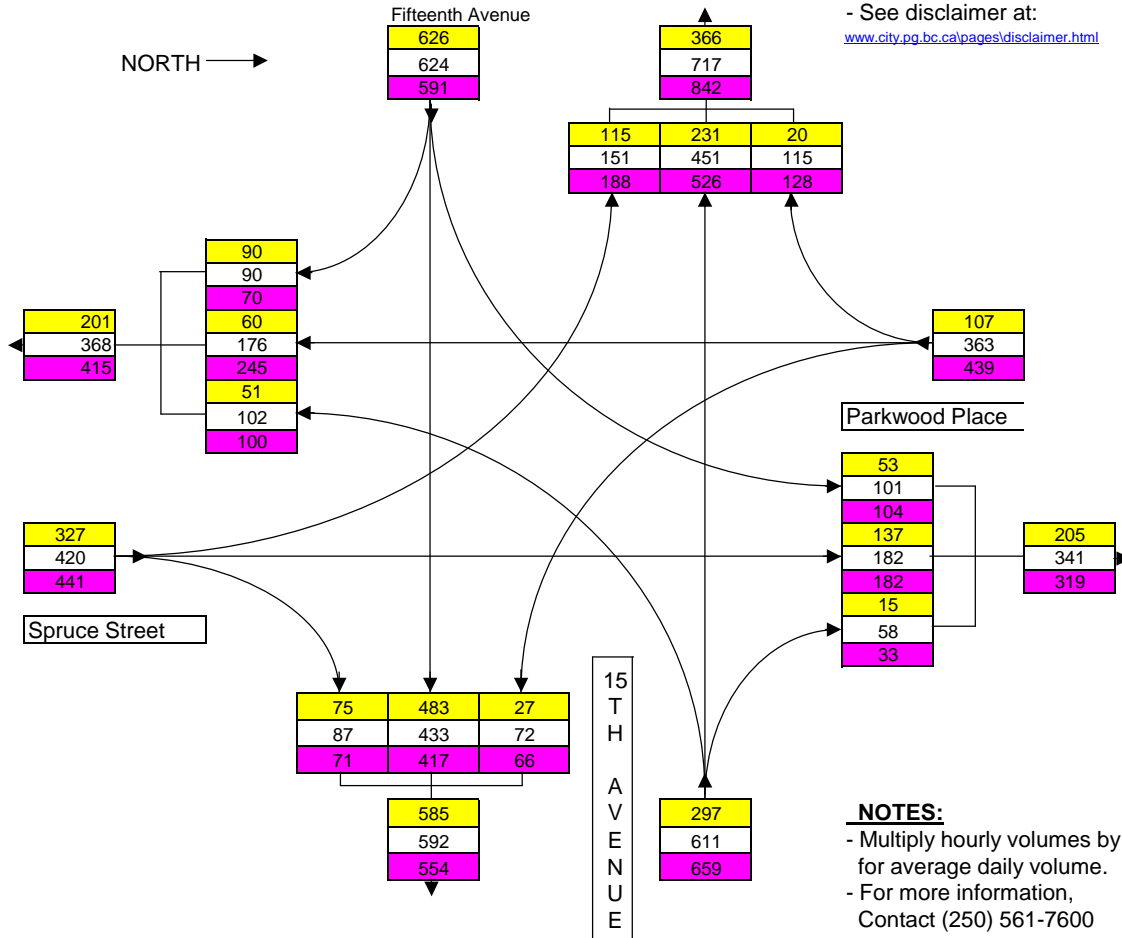 Fifteenth Avenue
- See disclaimer at:
www.city.pg.bc.ca\pages\disclaimer.html
NORTH
626
624
591
366
717
842
115 231 20
151 451 115
188 526 128
90
90
70
60
176
245
51
102
100
201
368
415
107
363
439
Parkwood Place
53
101
104
137
182
182
15
58
33
205
341
319
327
420
441
Spruce Street
75 483 27
87 433 72
71 417 66
585
592
554
15
T
H
A
V
E
N
U
E
297
611
659
NOTES:
- Multiply hourly volumes by
for average daily volume.
- For more information,
Contact (250) 561-7600